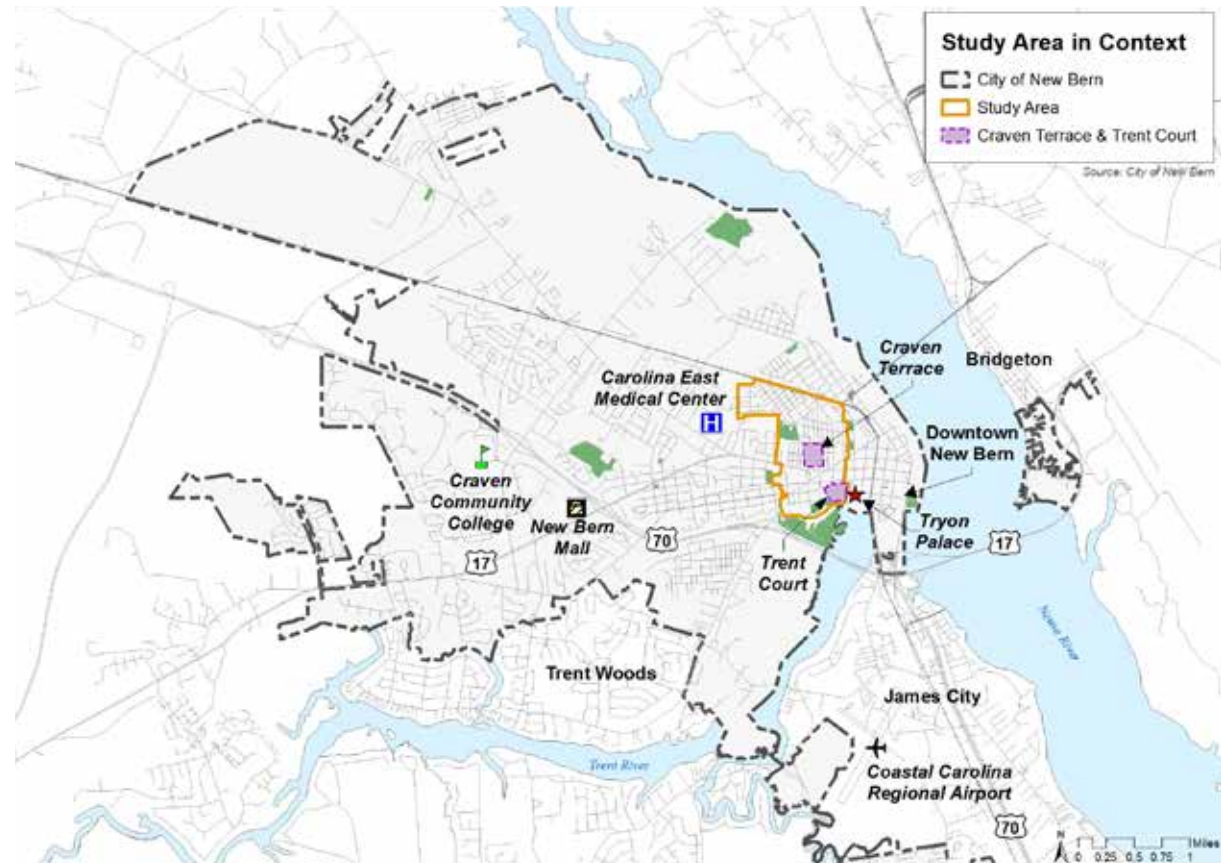 Study Area in Context
City of New Bern
Study Area
Craven Terrace & Trent Court
Source: City of New Bern
Craven
Terrace
Bridgeton
Carolina East
Medical Center
H
Downtown
New Bern
Craven
Community
College
New Bern
Mall
70
17
Tryon
Palace
17
Trent
Court
Neuse River
Trent Woods
James City
Trent River
Coastal Carolina
Regional Airport
70
N
Miles
0 0.25 0.5 0.75 1